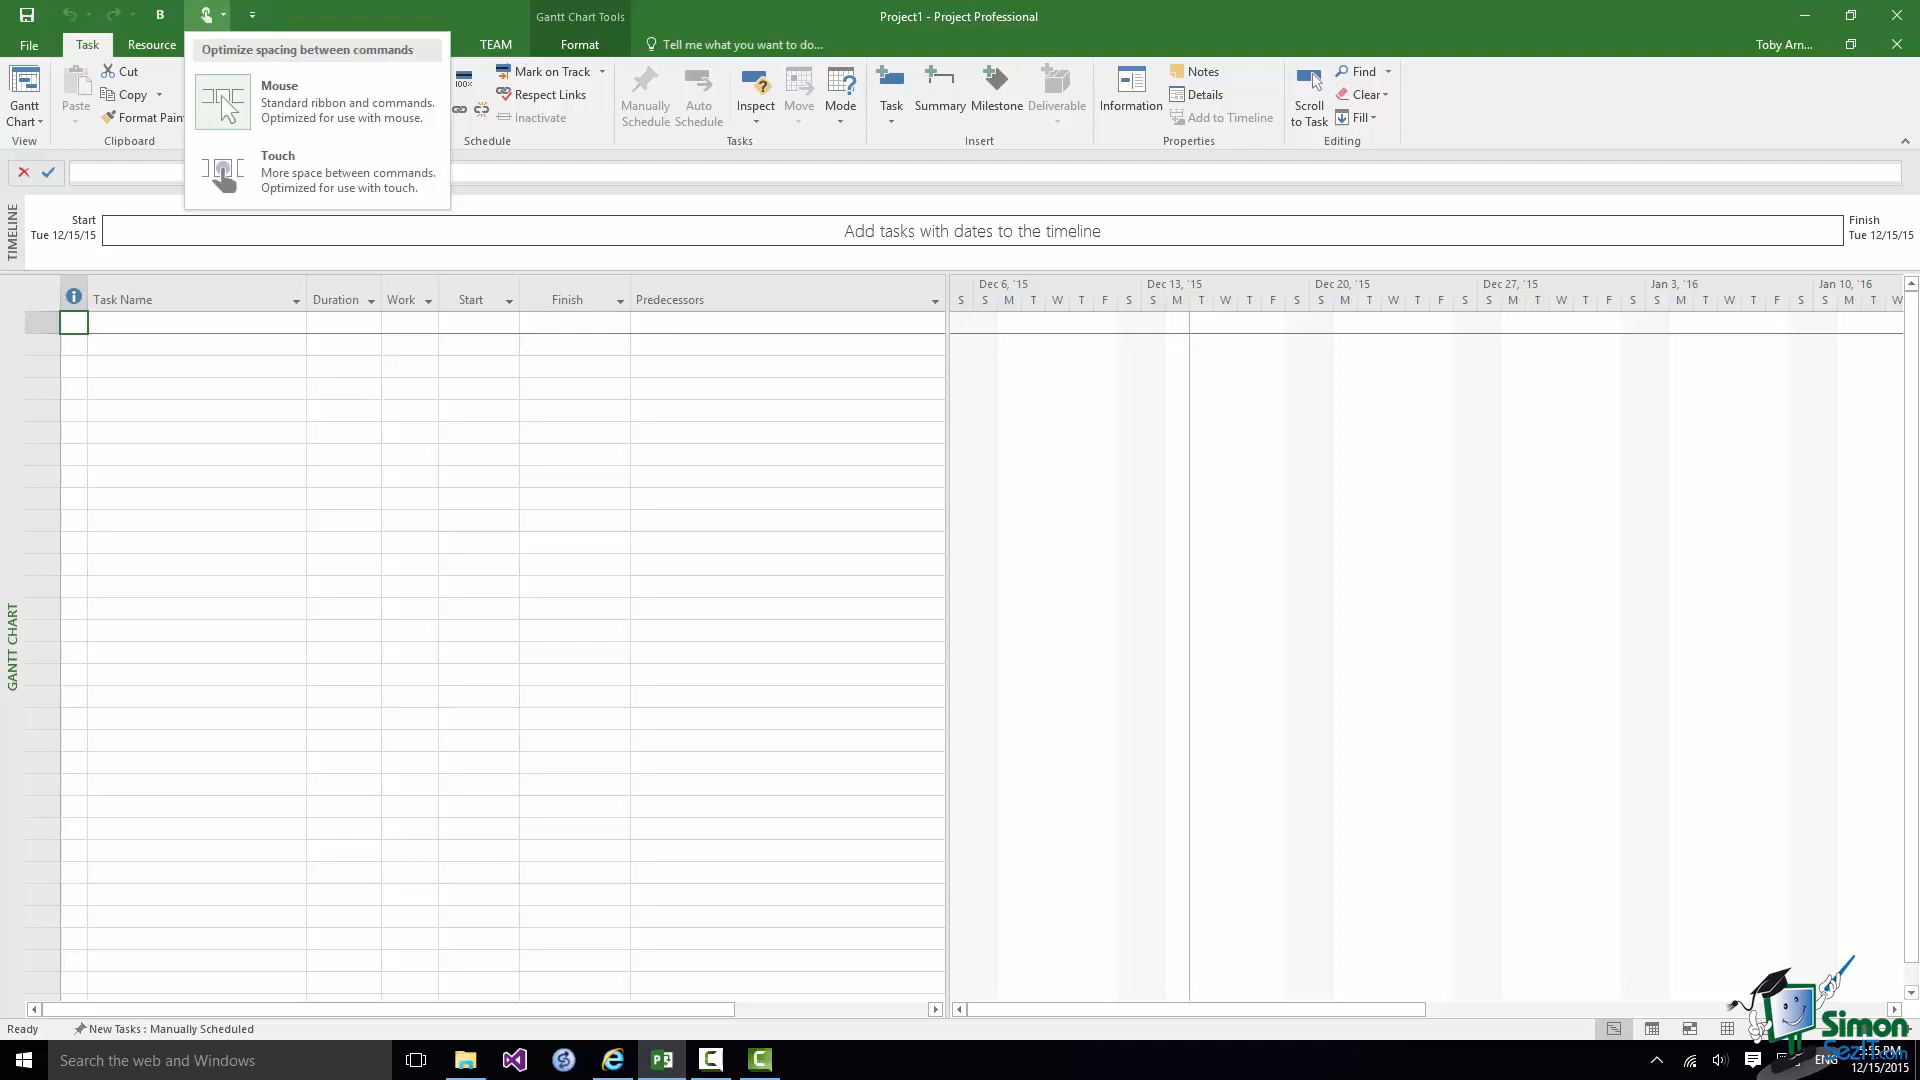 B
Gantt Chart Tools
Project1 - Project Professional
File Task Resource TEAM Format Tell me what you want to do... Toby Arn...
Optimize spacing between commands
Mouse
Standard ribbon and commands.
Optimized for use with mouse.
Touch
More space between commands.
Optimized for use with touch.
Gantt
Chart
View
Paste
Cut
Copy
Format Pain
Clipboard
100%
Mark on Track
Respect Links
Inactivate
Schedule
Manually
Schedule
Auto
Schedule
Inspect
Move
Mode
Tasks
Task
Summary
Milestone
Deliverable
Insert
Information
Notes
Details
Add to Timeline
Properties
Scroll
to Task
Find
Clear
Fill
Editing
TIMELINE
Start
Tue 12/15/15
Add tasks with dates to the timeline
Finish
Tue 12/15/15
Task Name Duration Work Start Finish Predecessors
Dec 6, '15 Dec 13, '15 Dec 20, '15 Dec 27, '15 Jan 3, '16 Jan 10, '16
S S M T W T F S S M T W T F S S M T W T F S S M T W T F S S M T W T F S S M T W
GANTT CHART
Ready New Tasks : Manually Scheduled
Simon
SezIT.com
Search the web and Windows
ENG
5:55 PM
12/15/2015